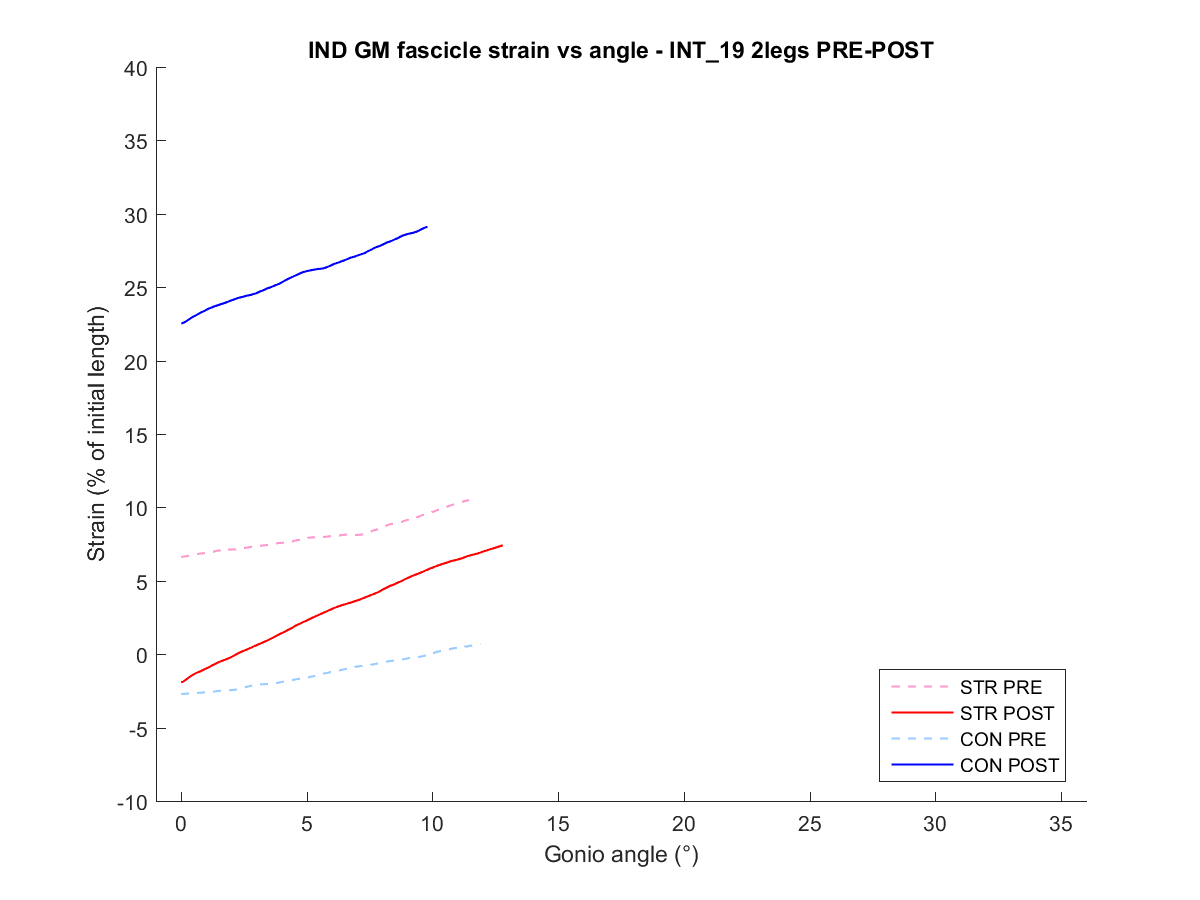 IND GM fascicle strain vs angle - INT_19 2legs PRE-POST
40
35
30
25
20
15
10
5
0
-5
-10
Strain (% of initial length)
0 5 10 15 20 25 30 35
Gonio angle (°)
STR PRE
STR POST
CON PRE
CON POST